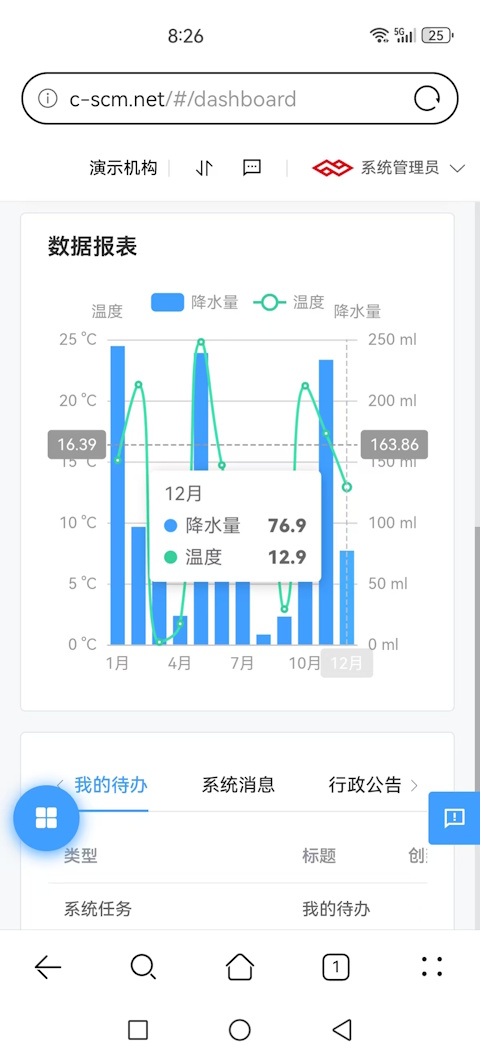 8:26
5G
25
c-scm.net/#/dashboard
演示机构
系统管理员
数据报表
温度
降水量
温度
降水量
25 °C
250 ml
20 °C
200 ml
16.39
163.86
15 °C
150 ml
12月
降水量 76.9
温度 12.9
10 °C
100 ml
5 °C
50 ml
0 °C
0 ml
1月
4月
7月
10月
12月
我的待办
系统消息
行政公告
类型
标题
系统任务
我的待办
1